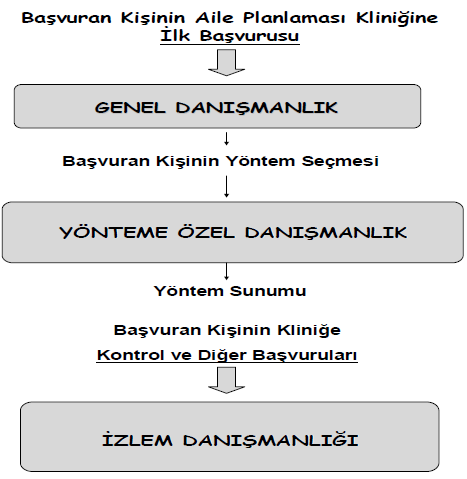 Başvuran Kişinin Aile Planlaması Kliniğine
İlk Başvurusu
GENEL DANIŞMANLIK
Başvuran Kişinin Yöntem Seçmesi
YÖNTEME ÖZEL DANIŞMANLIK
Yöntem Sunumu
Başvuran Kişinin Kliniğe
Kontrol ve Diğer Başvuruları
İZLEM DANIŞMANLIĞI